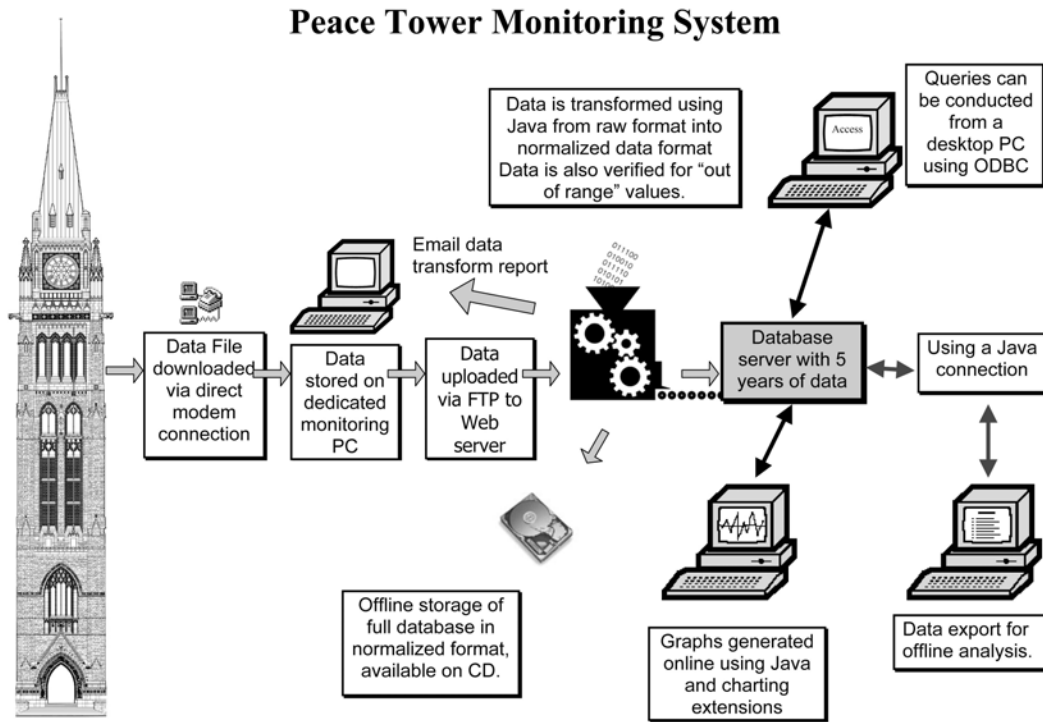 Peace Tower Monitoring System
Data is transformed using
Java from raw format into
normalized data format
Data is also verified for “out
of range” values.
Access
Queries can
be conducted
from a
desktop PC
using ODBC
Email data
transform report
011100
010010
011110
010101
Data File
downloaded
via direct
modem
connection
Data
stored on
dedicated
monitoring
PC
Data
uploaded
via FTP to
Web
server
Database
server with 5
years of data
Using a Java
connection
Offline storage of
full database in
normalized format,
available on CD.
Graphs generated
online using Java
and charting
extensions
Data export for
offline analysis.